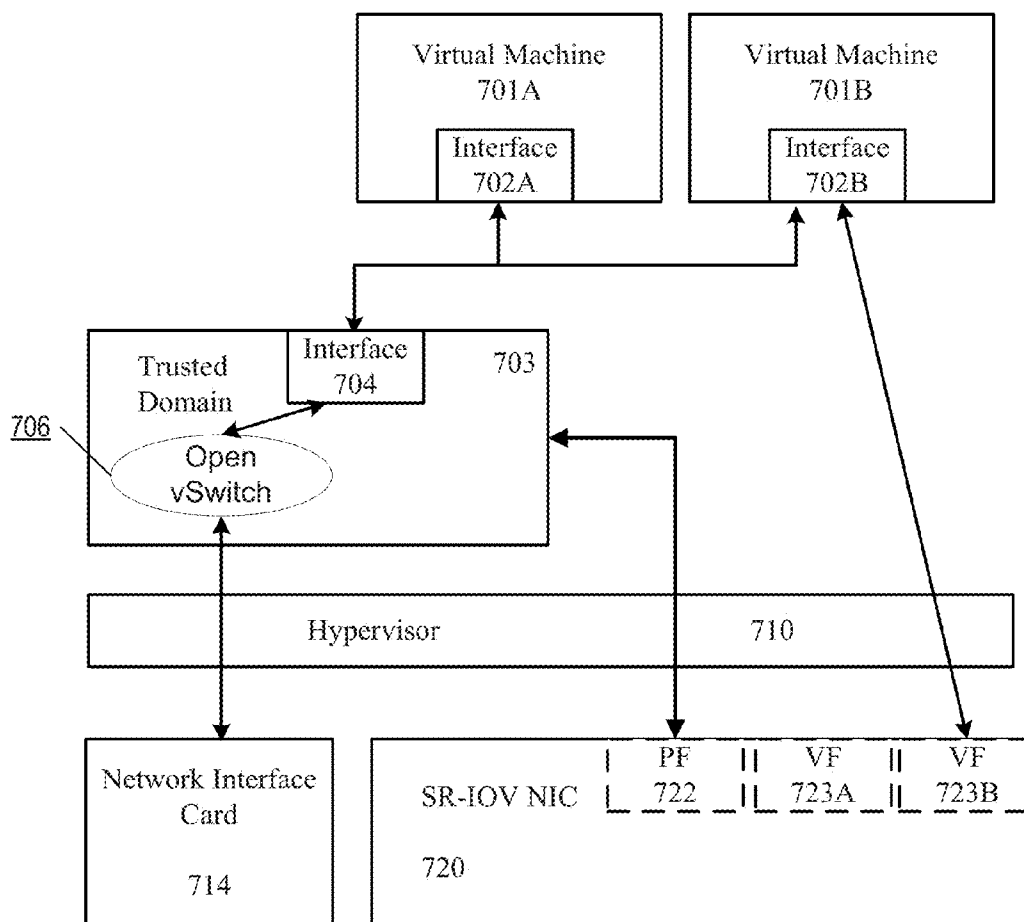 Virtual Machine
701A
Interface
702A
Virtual Machine
701B
Interface
702B
Interface
704
703
Trusted
Domain
706
Open
vSwitch
Hypervisor 710
Network Interface
Card
714
SR-IOV NIC
720
PF
722
VF
723A
VF
723B